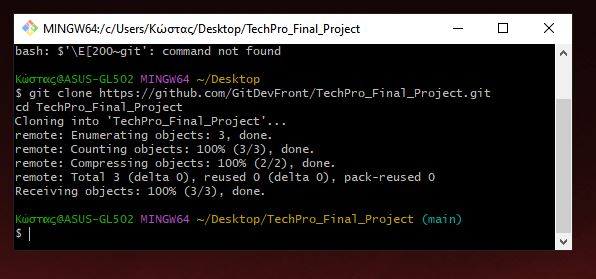 MINGW64:/c/Users/Κώστας/Desktop/TechPro_Final_Project
bash: $'\E[200~git': command not found
Κώστας@ASUS-GL502 MINGW64 ~/Desktop
$ git clone https://github.com/GitDevFront/TechPro_Final_Project.git
cd TechPro_Final_Project
Cloning into 'TechPro_Final_Project'...
remote: Enumerating objects: 3, done.
remote: Counting objects: 100% (3/3), done.
remote: Compressing objects: 100% (2/2), done.
remote: Total 3 (delta 0), reused 0 (delta 0), pack-reused 0
Receiving objects: 100% (3/3), done.
Κώστας@ASUS-GL502 MINGW64 ~/Desktop/TechPro_Final_Project (main)
$